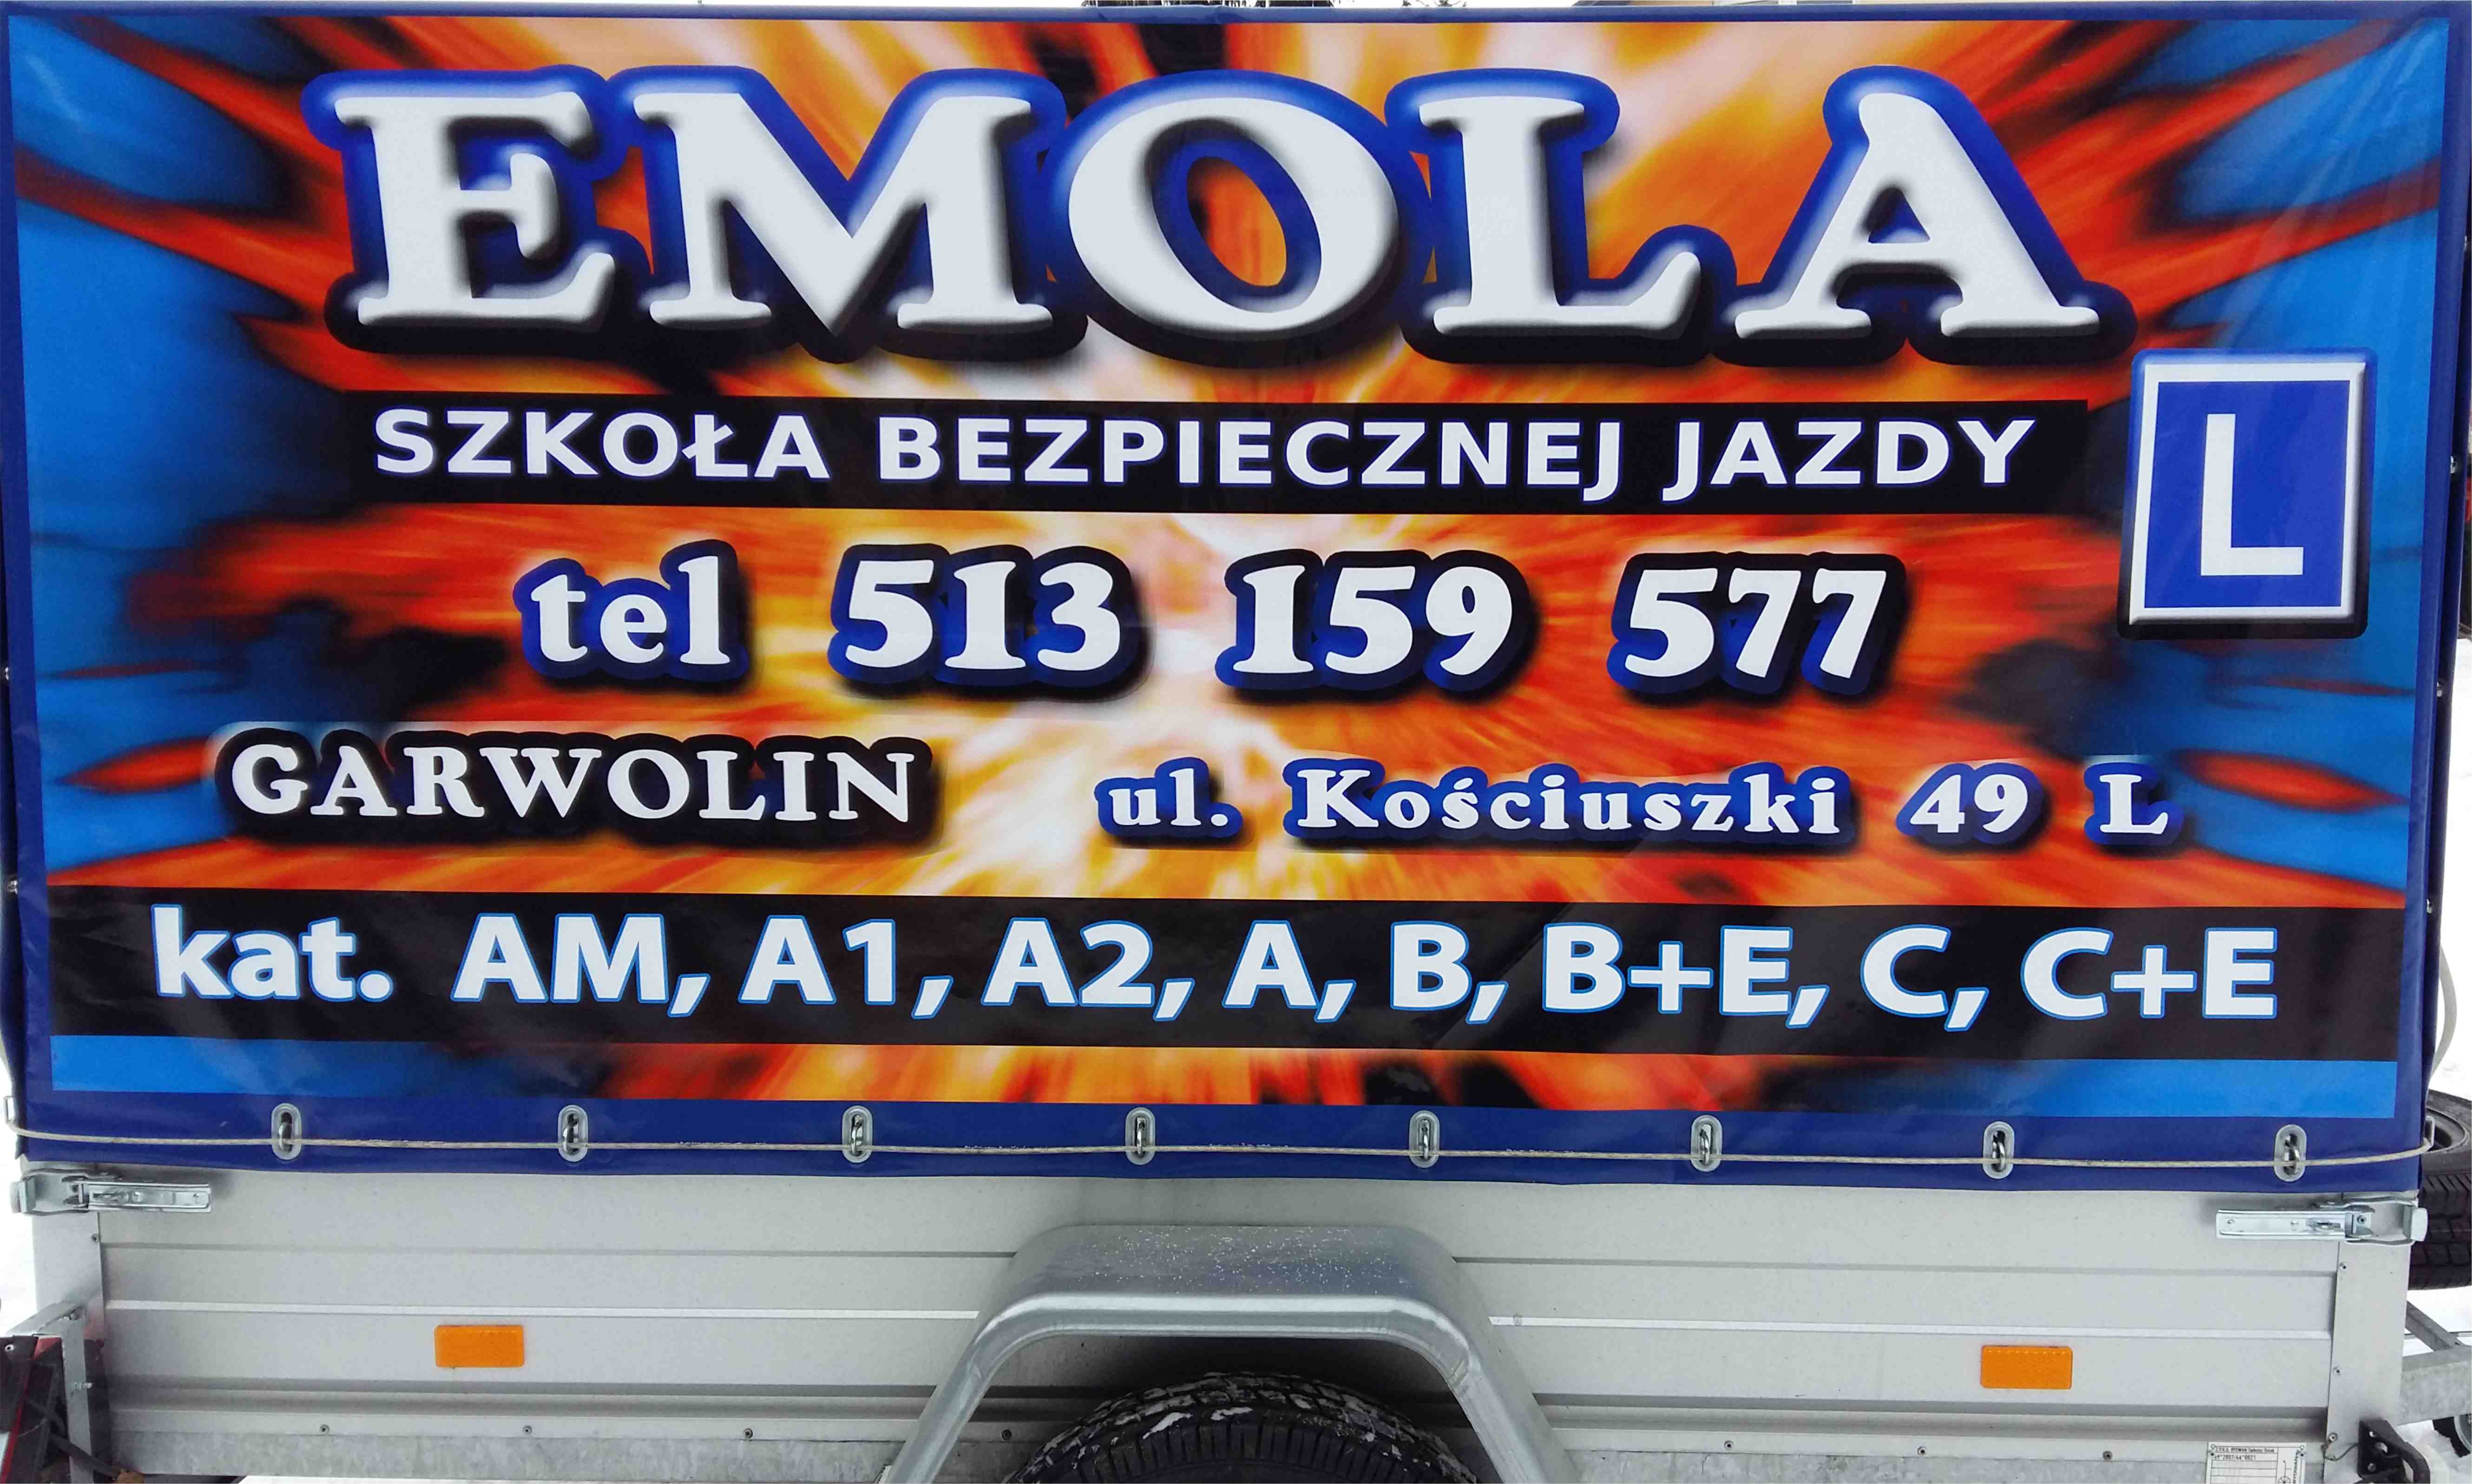 EMOLA
SZKOŁA BEZPIECZNEJ JAZDY
L
tel 513 159 577
GARWOLIN ul. Kościuszki 49 L
kat. AM, A1, A2, A, B, B+E, C, C+E